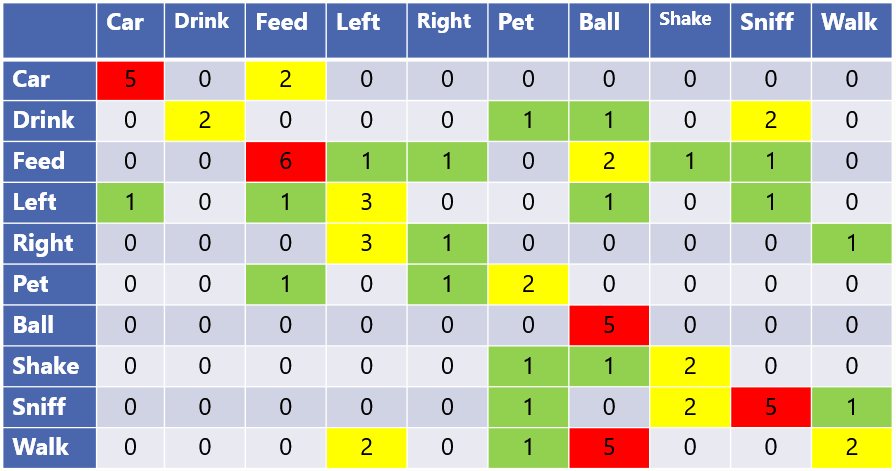 Car Drink Feed Left Right Pet Ball Shake Sniff Walk
Car 5 0 2 0 0 0 0 0 0 0
Drink 0 2 0 0 0 1 1 0 2 0
Feed 0 0 6 1 1 0 2 1 1 0
Left 1 0 1 3 0 0 1 0 1 0
Right 0 0 0 3 1 0 0 0 0 1
Pet 0 0 1 0 1 2 0 0 0 0
Ball 0 0 0 0 0 0 5 0 0 0
Shake 0 0 0 0 0 1 1 2 0 0
Sniff 0 0 0 0 0 1 0 2 5 1
Walk 0 0 0 2 0 1 5 0 0 2